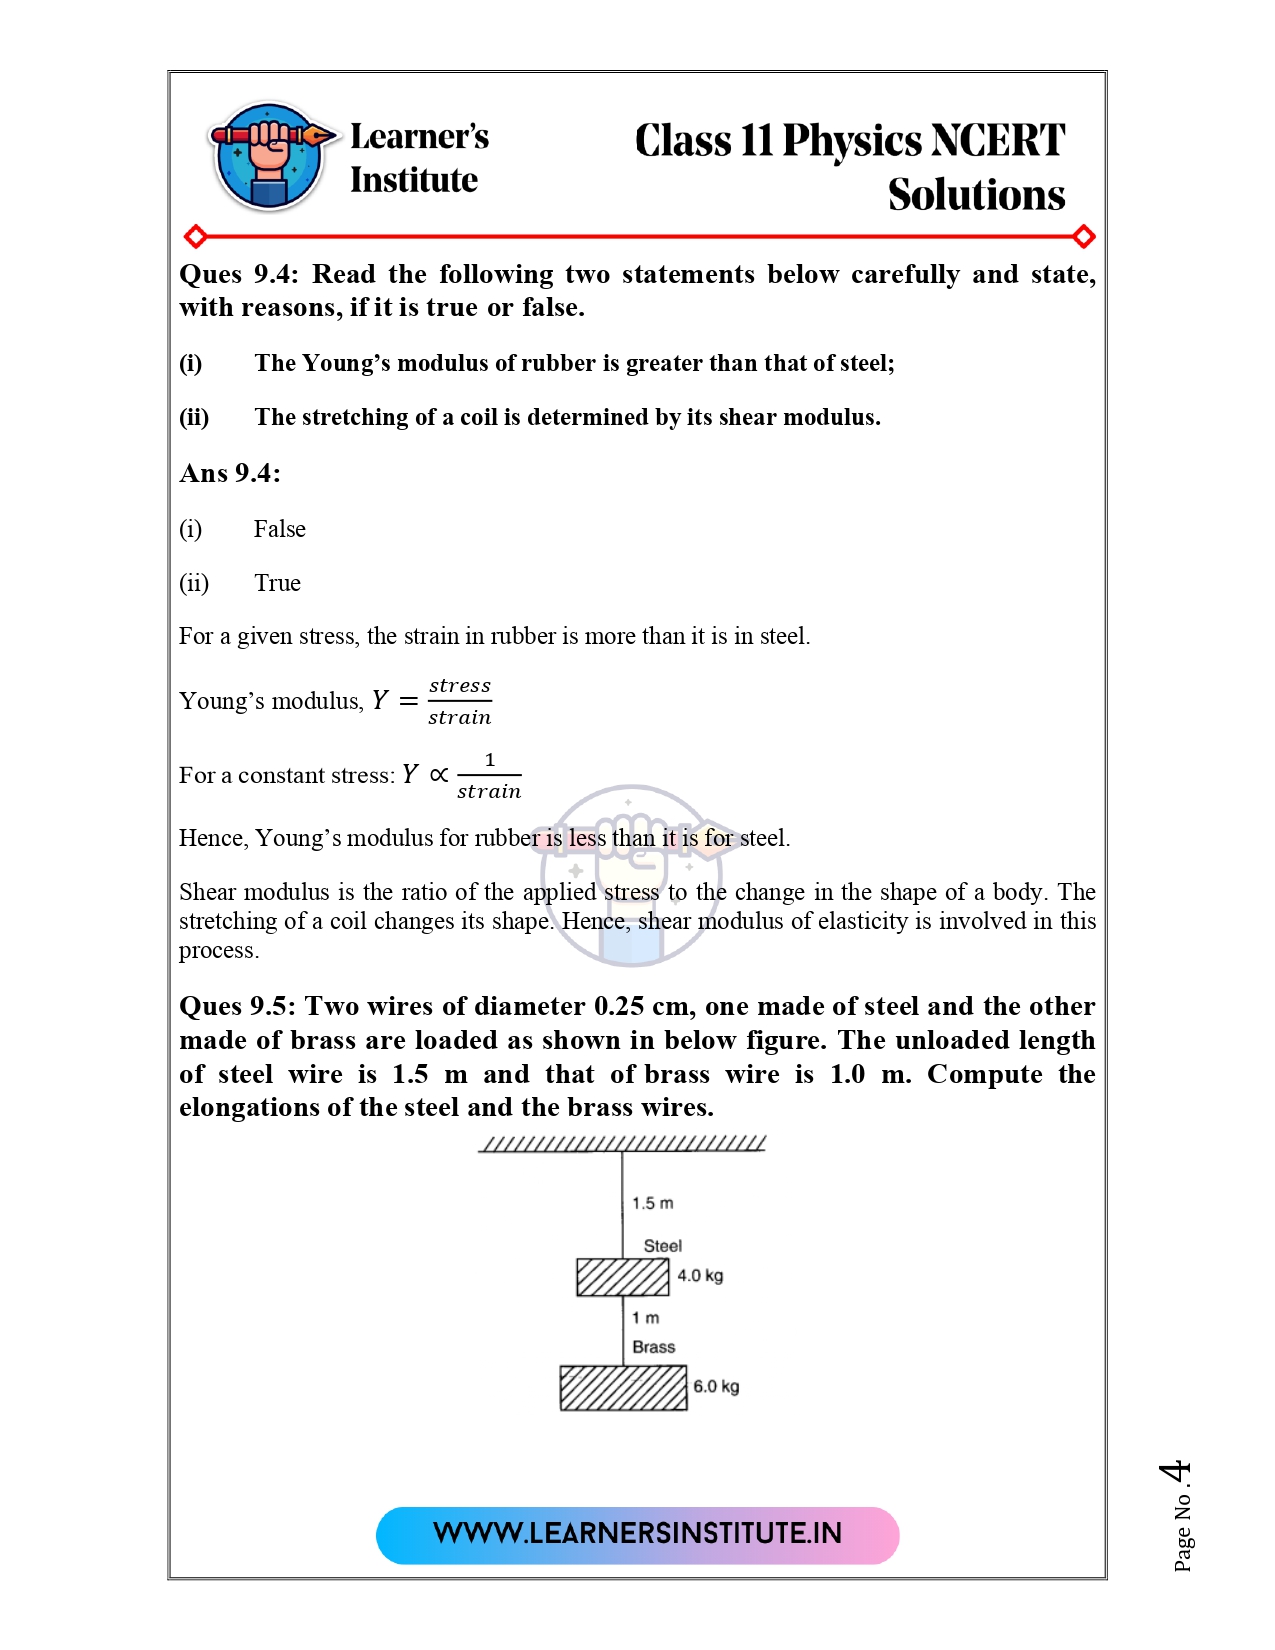 Learner’s
Institute
Class 11 Physics NCERT
Solutions
Ques 9.4: Read the following two statements below carefully and state,
with reasons, if it is true or false.
(i) The Young’s modulus of rubber is greater than that of steel;
(ii) The stretching of a coil is determined by its shear modulus.
Ans 9.4:
(i) False
(ii) True
For a given stress, the strain in rubber is more than it is in steel.
Young’s modulus, Y = stress/strain
For a constant stress: Y ∝ 1/strain
Hence, Young’s modulus for rubber is less than it is for steel.
Shear modulus is the ratio of the applied stress to the change in the shape of a body. The
stretching of a coil changes its shape. Hence, shear modulus of elasticity is involved in this
process.
Ques 9.5: Two wires of diameter 0.25 cm, one made of steel and the other
made of brass are loaded as shown in below figure. The unloaded length
of steel wire is 1.5 m and that of brass wire is 1.0 m. Compute the
elongations of the steel and the brass wires.
1.5 m
Steel
4.0 kg
1 m
Brass
6.0 kg
WWW.LEARNERSINSTITUTE.IN
Page No .4